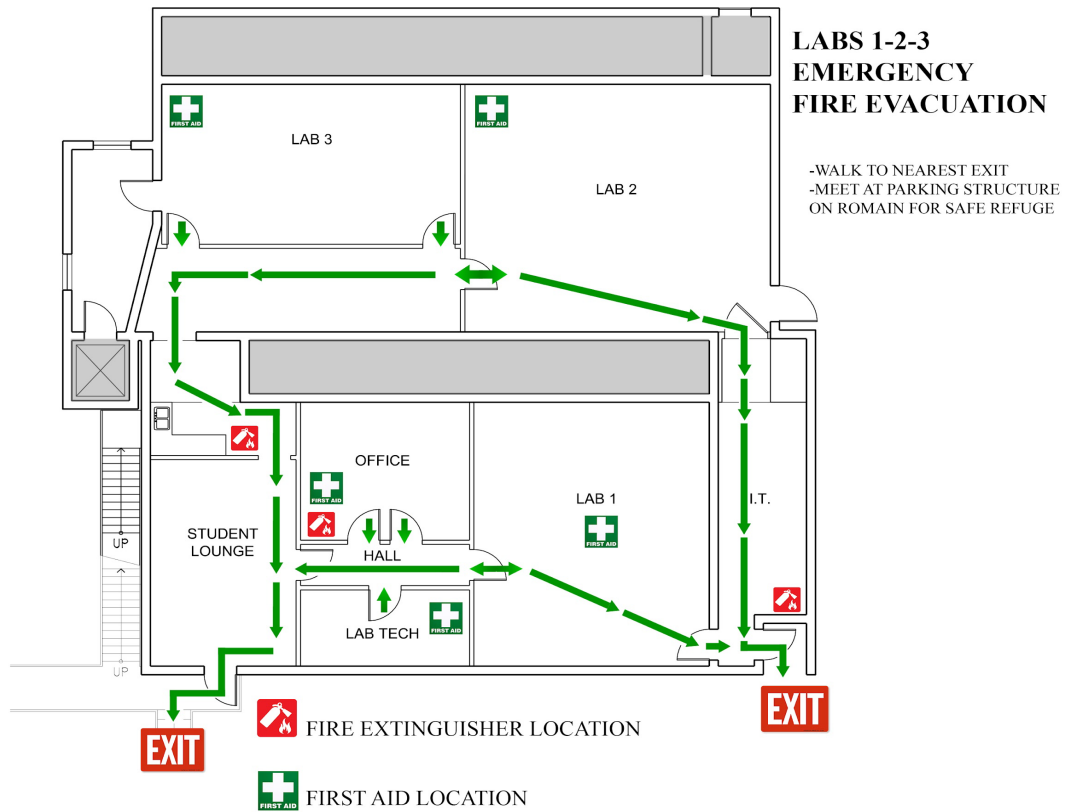 LABS 1-2-3
EMERGENCY
FIRE EVACUATION
-WALK TO NEAREST EXIT
-MEET AT PARKING STRUCTURE
ON ROMAIN FOR SAFE REFUGE
FIRST AID
LAB 3
FIRST AID
LAB 2
OFFICE
FIRST AID
LAB 1
FIRST AID
I.T.
STUDENT
LOUNGE
HALL
UP
LAB TECH
FIRST AID
UP
EXIT
EXIT
FIRE EXTINGUISHER LOCATION
FIRST AID
FIRST AID LOCATION